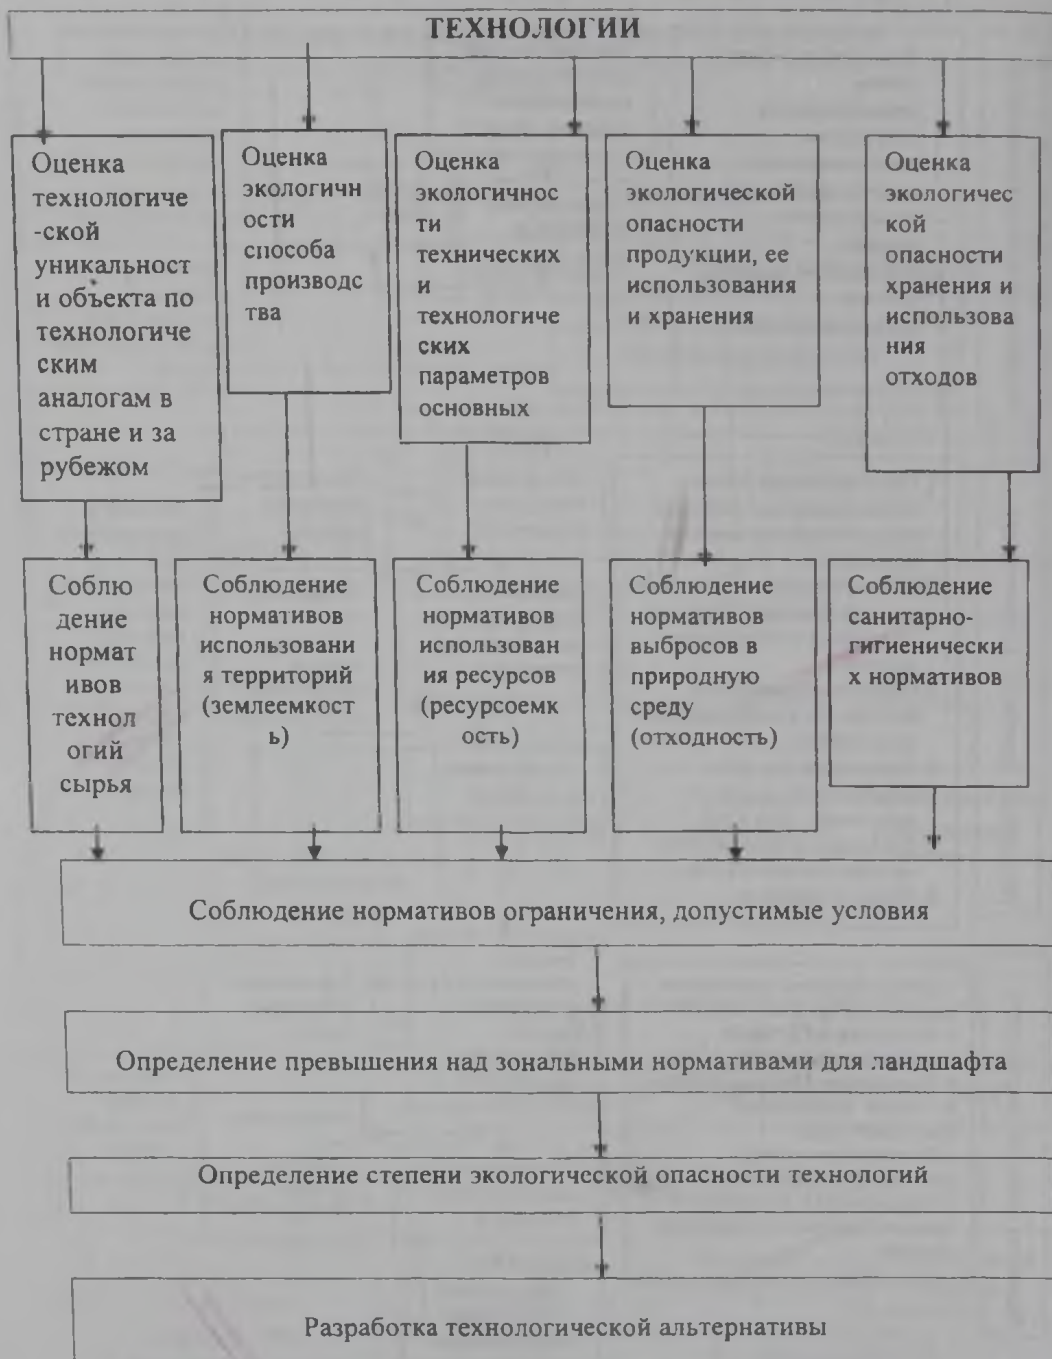 ТЕХНОЛОГИИ
Оценка
технологиче
-ской
уникальност
и объекта по
технологиче
ским
аналогам в
стране и за
рубежом
Оценка
экологичн
ости
способа
производс
тва
Оценка
экологичнос
ти
технических
и
технологиче
ских
параметров
основных
Оценка
экологической
опасности
продукции, ее
использования
и хранения
Оценка
экологичес
кой
опасности
хранения и
использова
ния
отходов
Соблю
дение
нормат
ивов
технол
огий
сырья
Соблюдение
нормативов
использовани
я территорий
(землеемкост
ь)
Соблюдение
нормативов
использован
ия ресурсов
(ресурсоемк
ость)
Соблюдение
нормативов
выбросов в
природную
среду
(отходность)
Соблюдение
санитарно-
гигиенически
х нормативов
Соблюдение нормативов ограничения, допустимые условия
Определение превышения над зональными нормативами для ландшафта
Определение степени экологической опасности технологий
Разработка технологической альтернативы